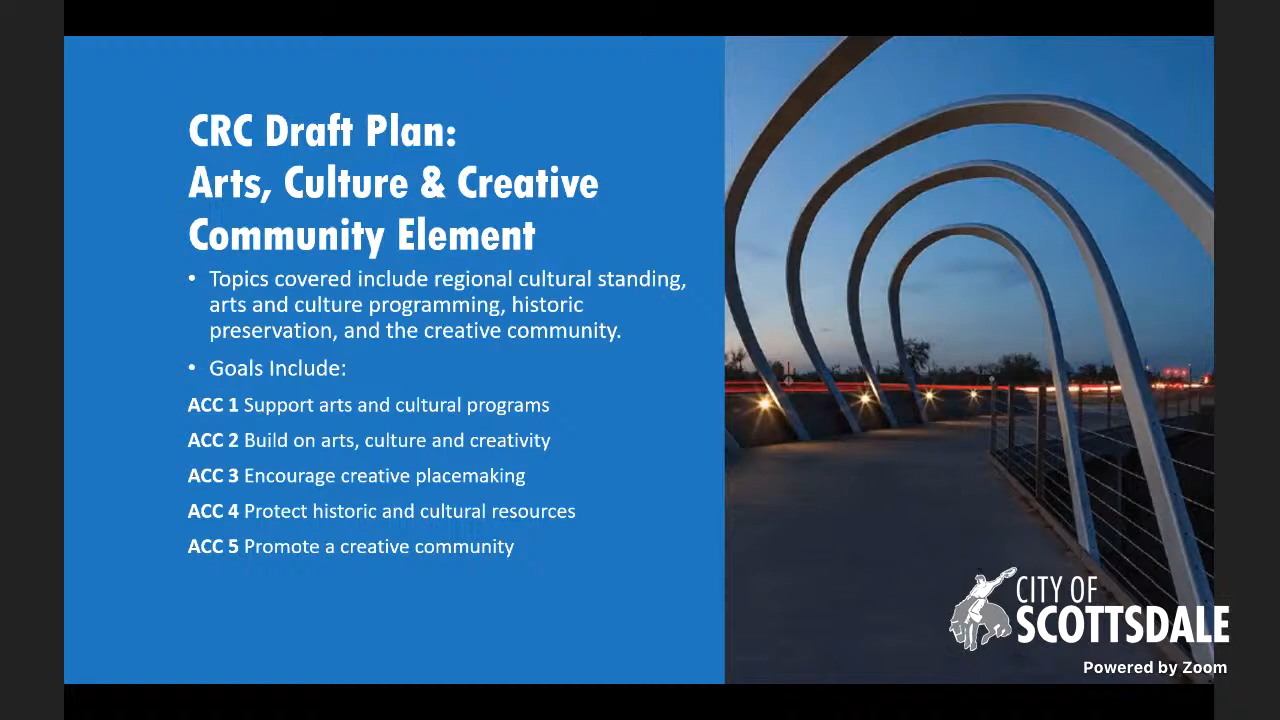 CRC Draft Plan:
Arts, Culture & Creative
Community Element
• Topics covered include regional cultural standing,
arts and culture programming, historic
preservation, and the creative community.
• Goals Include:
ACC 1 Support arts and cultural programs
ACC 2 Build on arts, culture and creativity
ACC 3 Encourage creative placemaking
ACC 4 Protect historic and cultural resources
ACC 5 Promote a creative community
CITY OF
SCOTTSDALE
Powered by Zoom